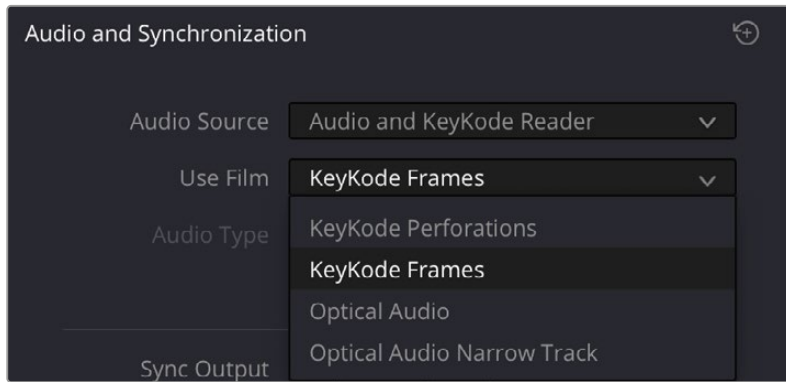 Audio and Synchronization
Audio Source Audio and KeyKode Reader
Use Film KeyKode Frames
Audio Type KeyKode Perforations
KeyKode Frames
Optical Audio
Optical Audio Narrow Track
Sync Output